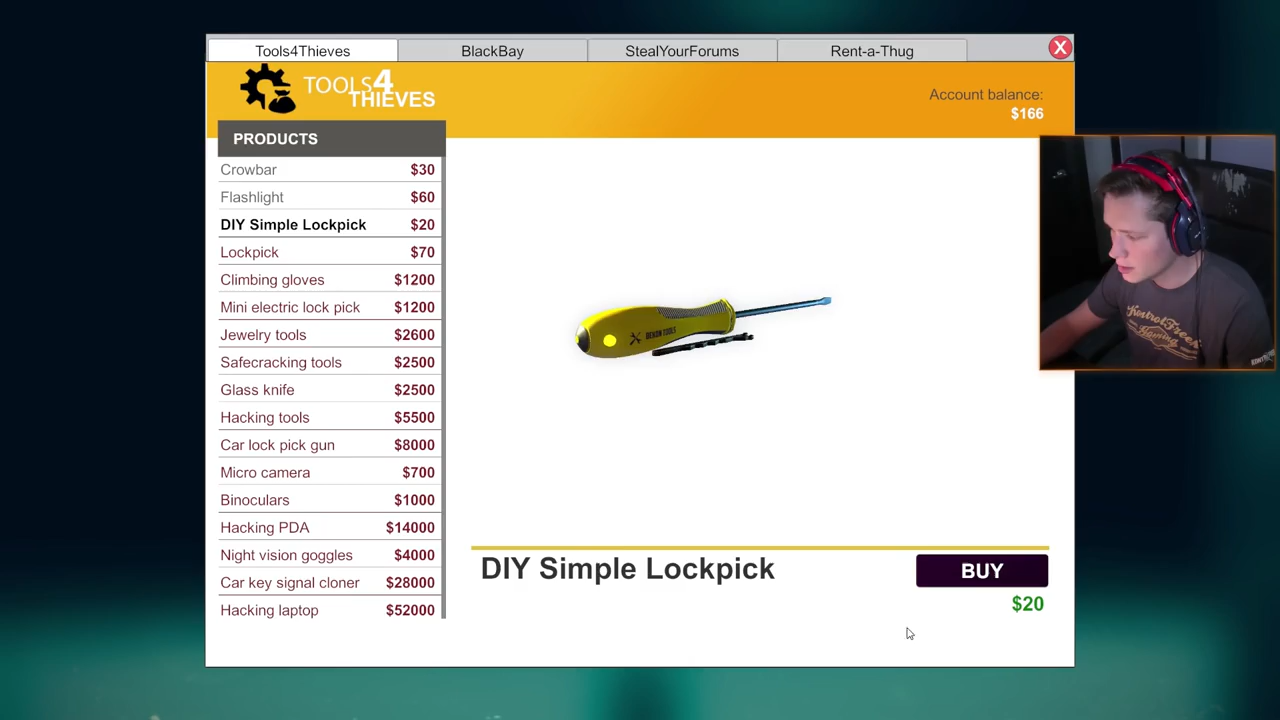 Tools4Thieves
BlackBay
StealYourForums
Rent-a-Thug
X
TOOLS4
THIEVES
Account balance:
$166
PRODUCTS
Crowbar $30
Flashlight $60
DIY Simple Lockpick $20
Lockpick $70
Climbing gloves $1200
Mini electric lock pick $1200
Jewelry tools $2600
Safecracking tools $2500
Glass knife $2500
Hacking tools $5500
Car lock pick gun $8000
Micro camera $700
Binoculars $1000
Hacking PDA $14000
Night vision goggles $4000
Car key signal cloner $28000
Hacking laptop $52000
DIY Simple Lockpick
BUY
$20